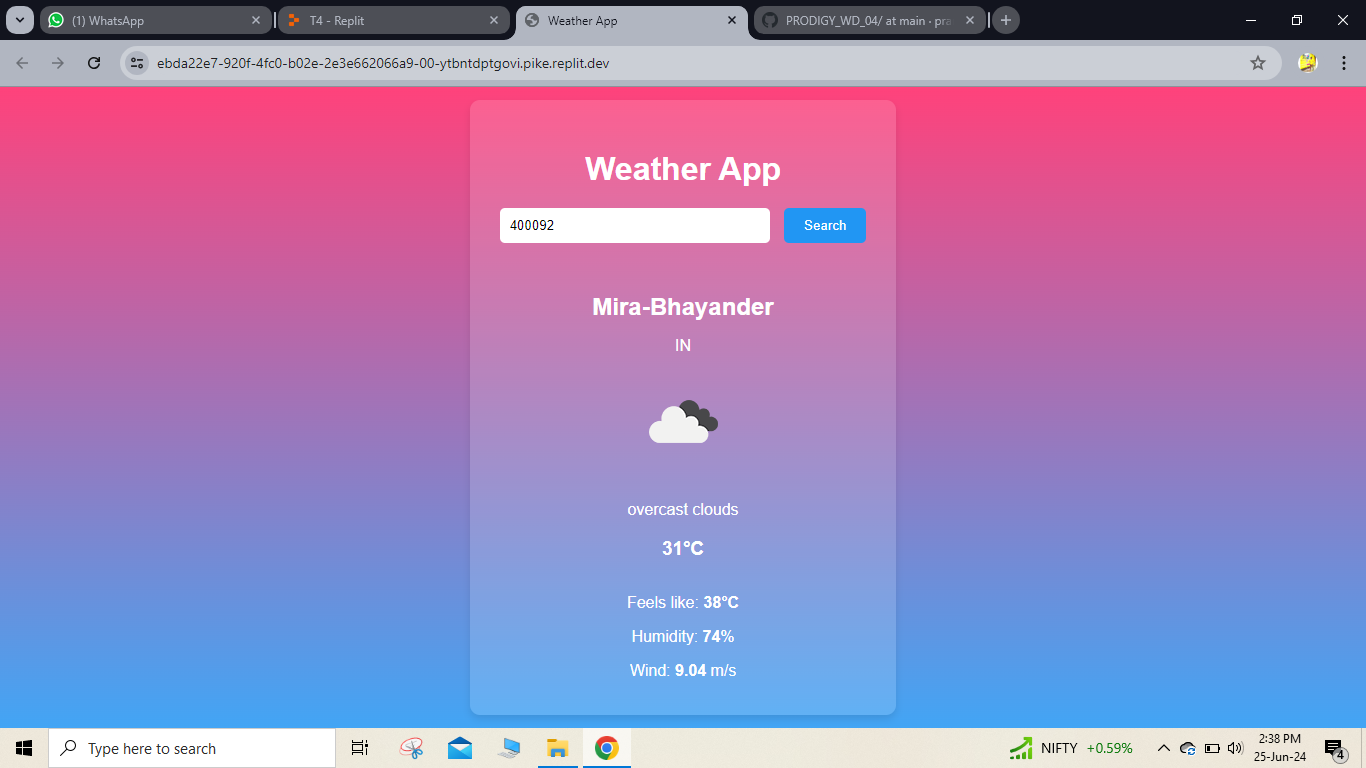 (1) WhatsApp
T4 - Replit
Weather App
PRODIGY_WD_04/ at main · pra
ebda22e7-920f-4fc0-b02e-2e3e662066a9-00-ytbntdptgovi.pike.replit.dev
Weather App
400092
Search
Mira-Bhayander
IN
overcast clouds
31°C
Feels like: 38°C
Humidity: 74%
Wind: 9.04 m/s
Type here to search
NIFTY +0.59%
2:38 PM
25-Jun-24
4